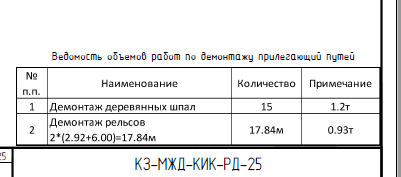 Ведомость объемов работ по демонтажу прилегающий путей
№ п.п. Наименование Количество Примечание
1 Демонтаж деревянных шпал 15 1.2т
2 Демонтаж рельсов 2*(2.92+6.00)=17.84м 17.84м 0.93т
25
КЗ-МЖД-КИК-РД-25